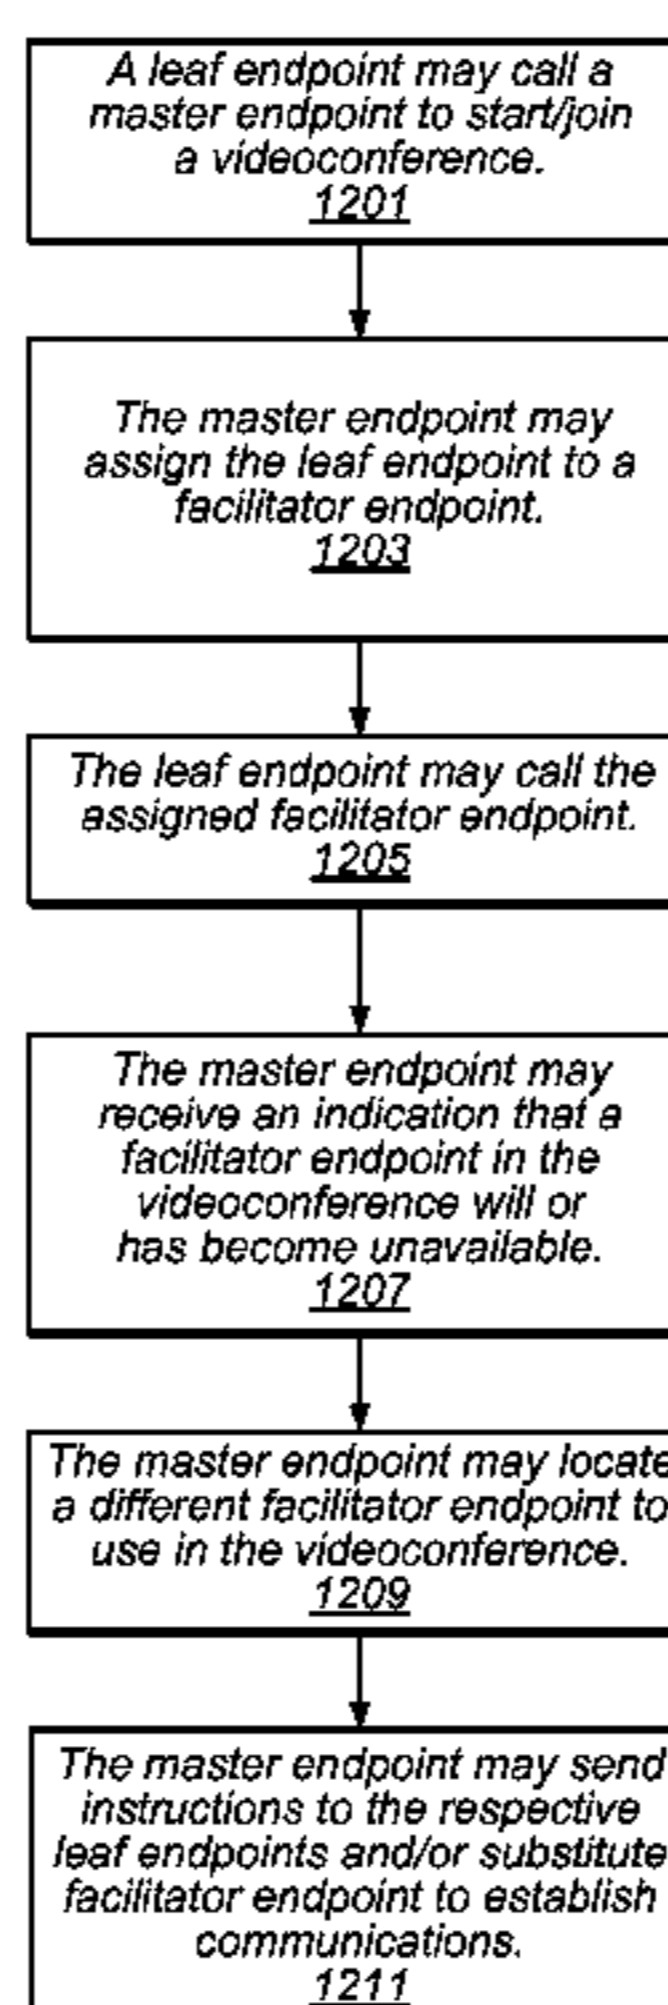 A leaf endpoint may call a
master endpoint to start/join
a videoconference.
1201
The master endpoint may
assign the leaf endpoint to a
facilitator endpoint.
1203
The leaf endpoint may call the
assigned facilitator endpoint.
1205
The master endpoint may
receive an indication that a
facilitator endpoint in the
videoconference will or
has become unavailable.
1207
The master endpoint may locate
a different facilitator endpoint to
use in the videoconference.
1209
The master endpoint may send
instructions to the respective
leaf endpoints and/or substitute
facilitator endpoint to establish
communications.
1211